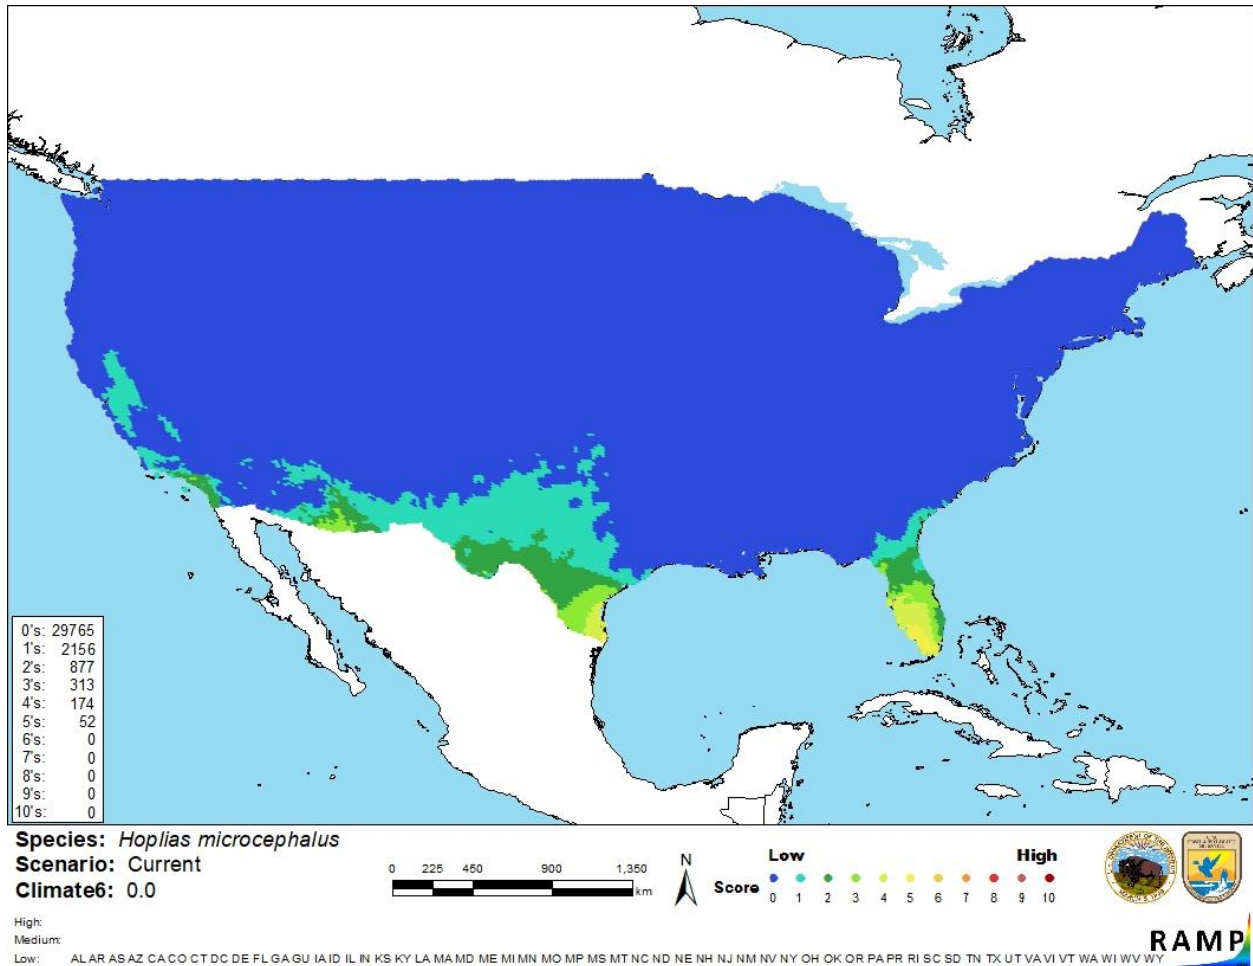 0's: 29765
1's: 2156
2's: 877
3's: 313
4's: 174
5's: 52
6's: 0
7's: 0
8's: 0
9's: 0
10's: 0
Species: Hoplias microcephalus
Scenario: Current
Climate6: 0.0
0 225 450 900 1,350
km
N
Low High
Score
0 1 2 3 4 5 6 7 8 9 10
High:
Medium:
Low: AL AR AS AZ CA CO CT DC DE FL GA GU IA ID IL IN KS KY LA MA MD ME MI MN MO MP MS MT NC ND NE NH NJ NM NV NY OH OK OR PA PR RI SC SD TN TX UT VA VI VT WA WI WV WY
RAMP